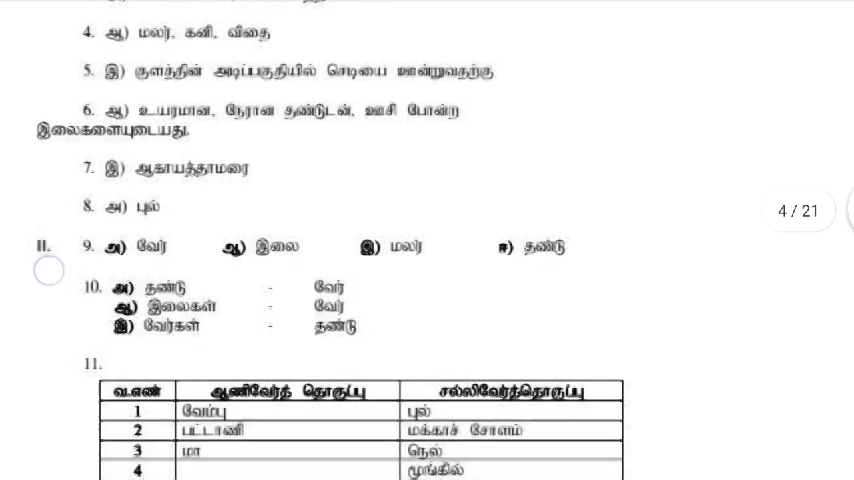 4. ஆ) மலர், கனி, விதை
5. இ) குளத்தின் அடிப்பகுதியில் செடியை ஊன்றுவதற்கு
6. ஆ) உயரமான, நேரான தண்டுடன், ஊசி போன்ற
இலைகளையுடையது.
7. இ) ஆகாயத்தாமரை
8. அ) புல்
4 / 21
II. 9. அ) வேர் ஆ) இலை இ) மலர் ஈ) தண்டு
10. அ) தண்டு - வேர்
ஆ) இலைகள் - வேர்
இ) வேர்கள் - தண்டு
11.
வ.எண் ஆணிவேர்த் தொகுப்பு சல்லிவேர்த்தொகுப்பு
1 வேம்பு புல்
2 பட்டாணி மக்காச் சோளம்
3 மா நெல்
4 மூங்கில்